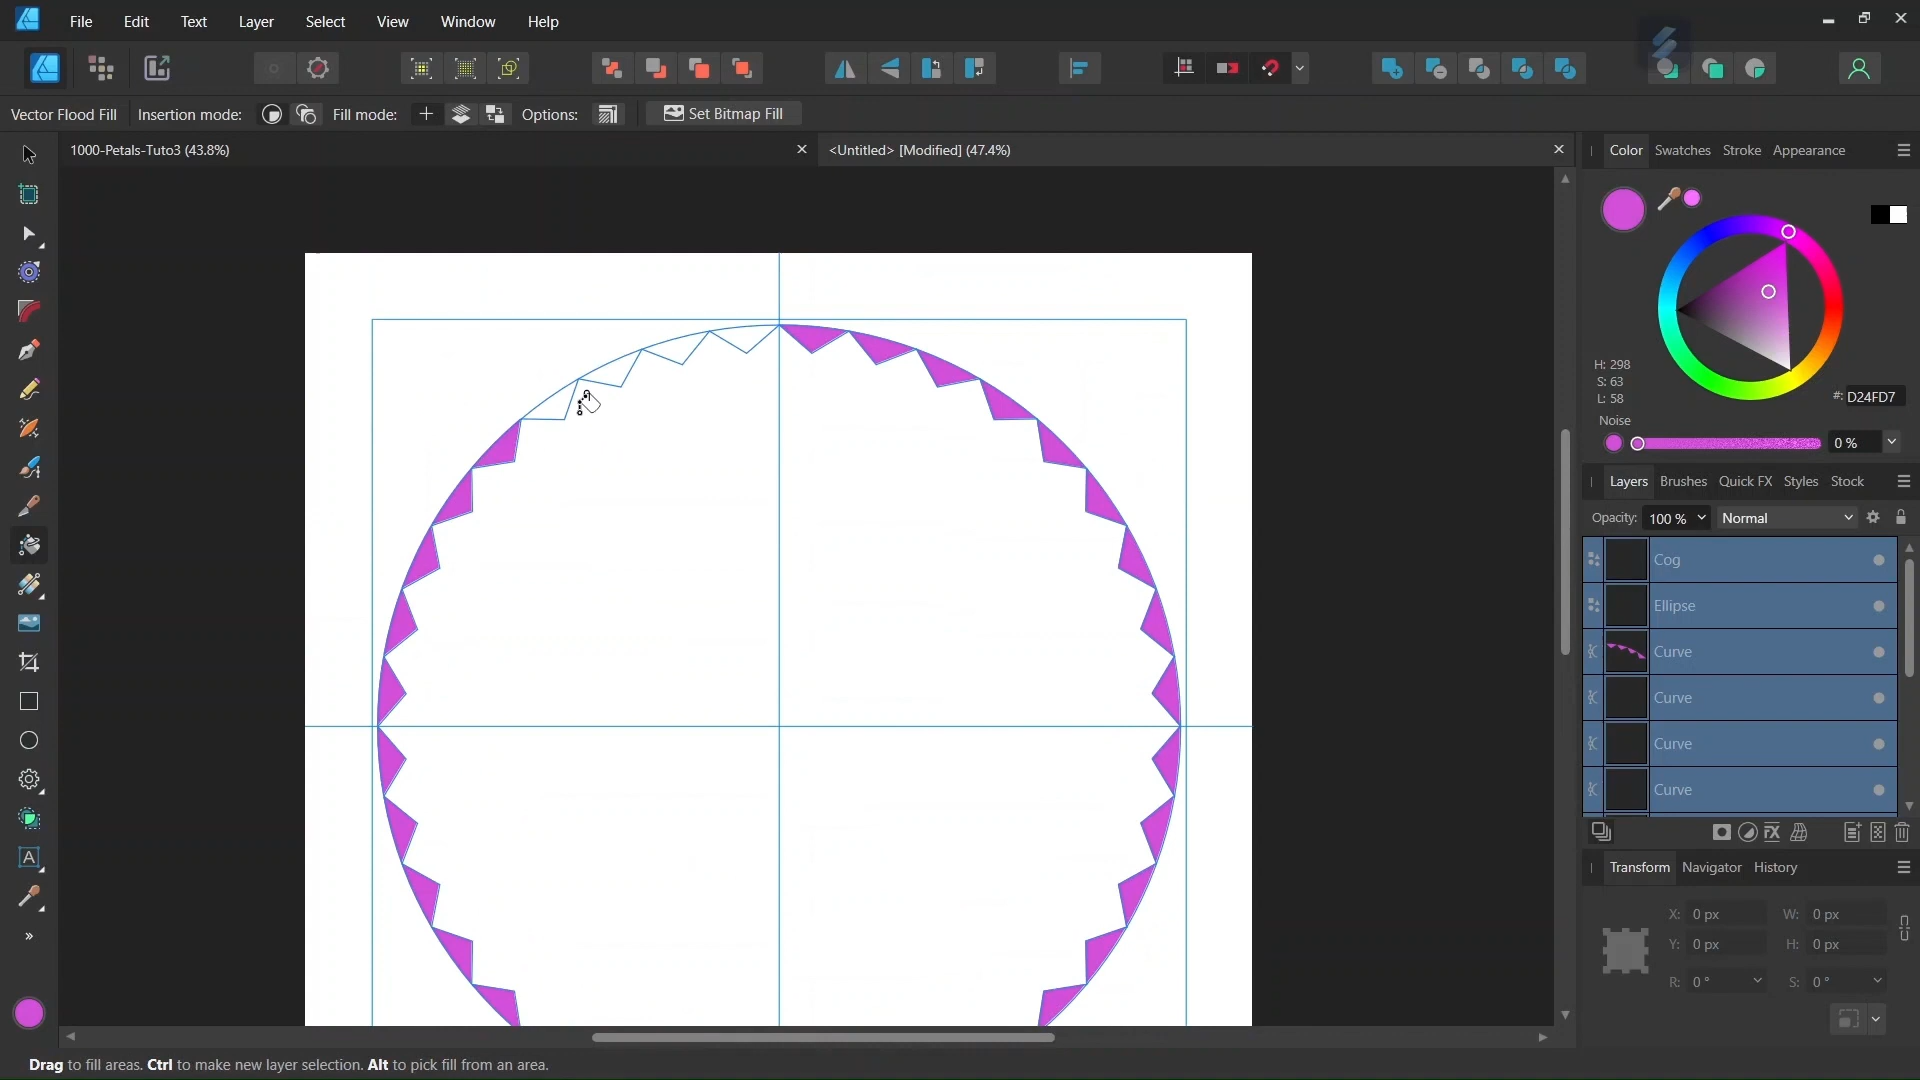 File Edit Text Layer Select View Window Help
Vector Flood Fill Insertion mode: Fill mode: Options: Set Bitmap Fill
1000-Petals-Tuto3 (43.8%) <Untitled> [Modified] (47.4%)
Color Swatches Stroke Appearance
H: 298
S: 63
L: 58
#: D24FD7
Noise
0 %
Layers Brushes Quick FX Styles Stock
Opacity: 100 % Normal
Cog
Ellipse
Curve
Curve
Curve
Curve
Transform Navigator History
X: 0 px W: 0 px
Y: 0 px H: 0 px
R: 0 ° S: 0 °
Drag to fill areas. Ctrl to make new layer selection. Alt to pick fill from an area.